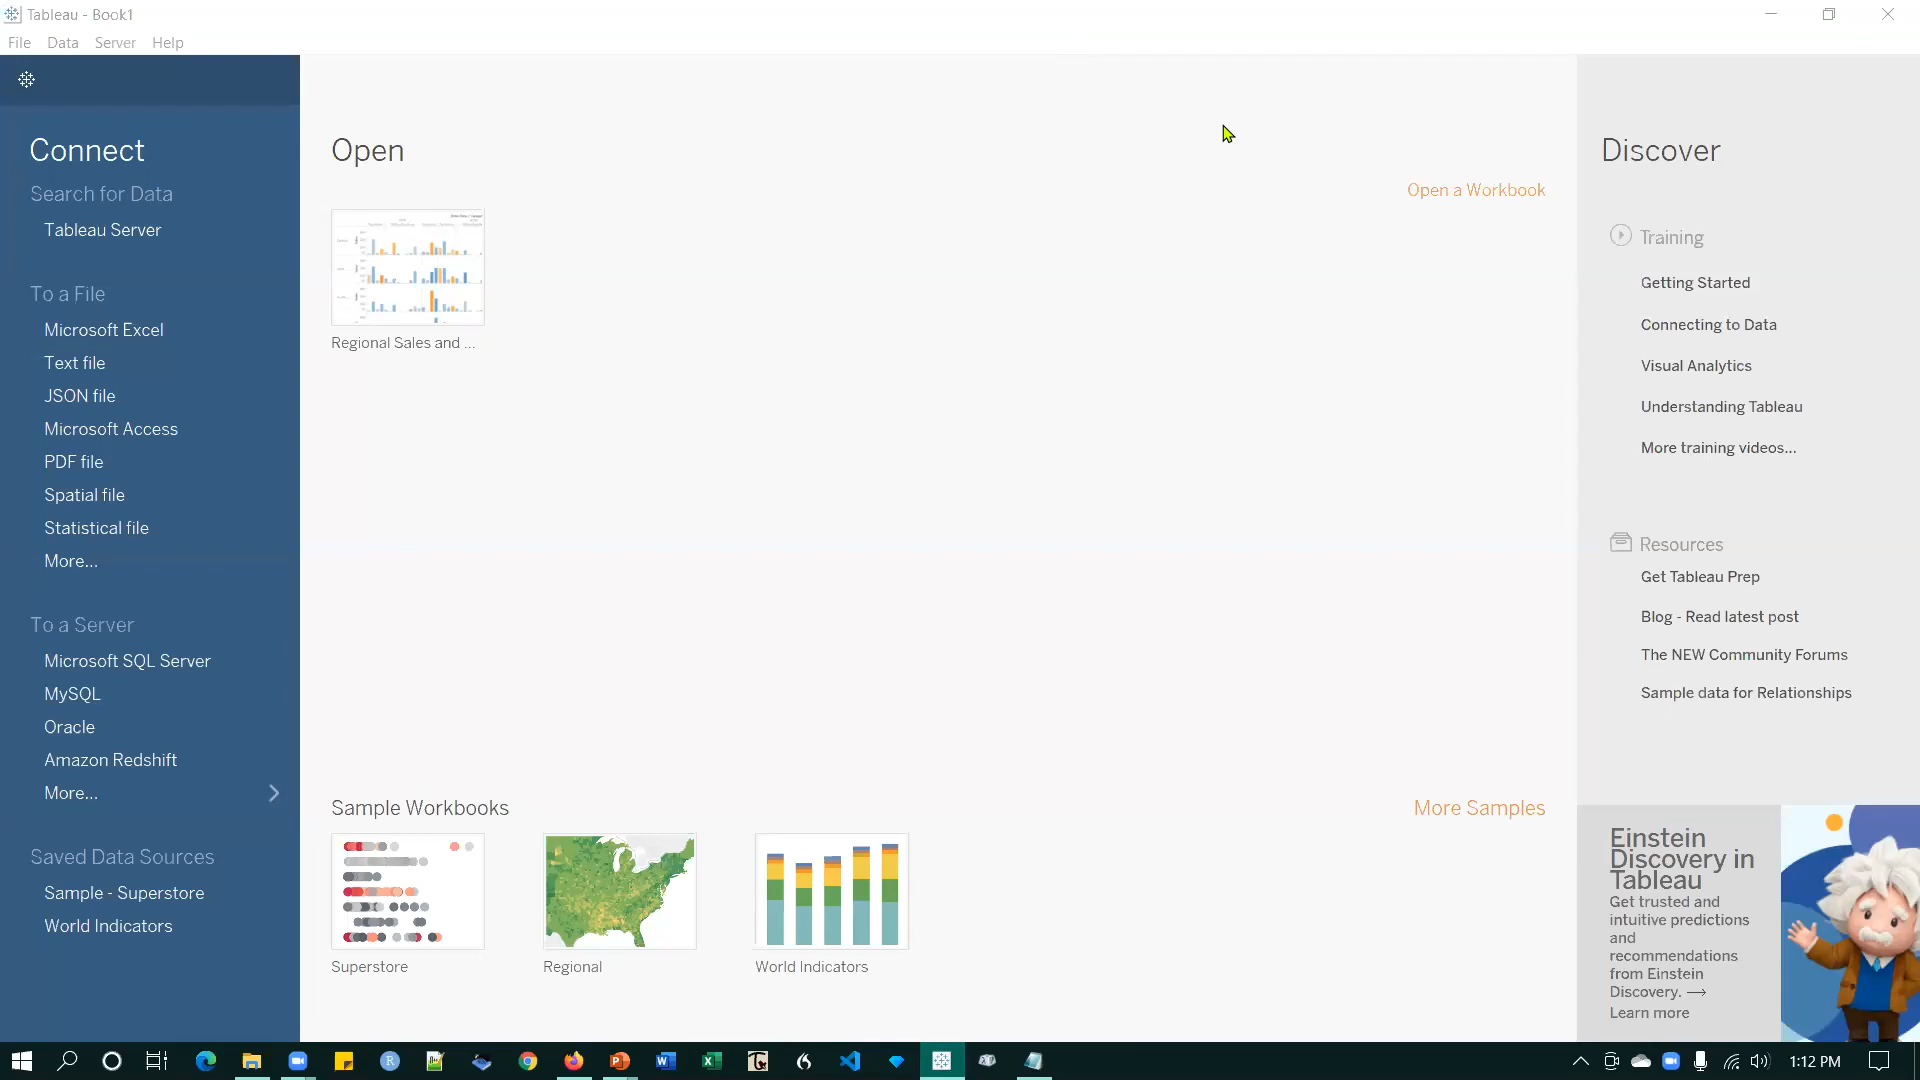 Tableau - Book1
File Data Server Help
Connect
Search for Data
Tableau Server
To a File
Microsoft Excel
Text file
JSON file
Microsoft Access
PDF file
Spatial file
Statistical file
More...
To a Server
Microsoft SQL Server
MySQL
Oracle
Amazon Redshift
More...
Saved Data Sources
Sample - Superstore
World Indicators
Open
Open a Workbook
Regional Sales and ...
Sample Workbooks
More Samples
Superstore
Regional
World Indicators
Discover
Training
Getting Started
Connecting to Data
Visual Analytics
Understanding Tableau
More training videos...
Resources
Get Tableau Prep
Blog - Read latest post
The NEW Community Forums
Sample data for Relationships
Einstein
Discovery in
Tableau
Get trusted and
intuitive predictions
and
recommendations
from Einstein
Discovery. →
Learn more
1:12 PM